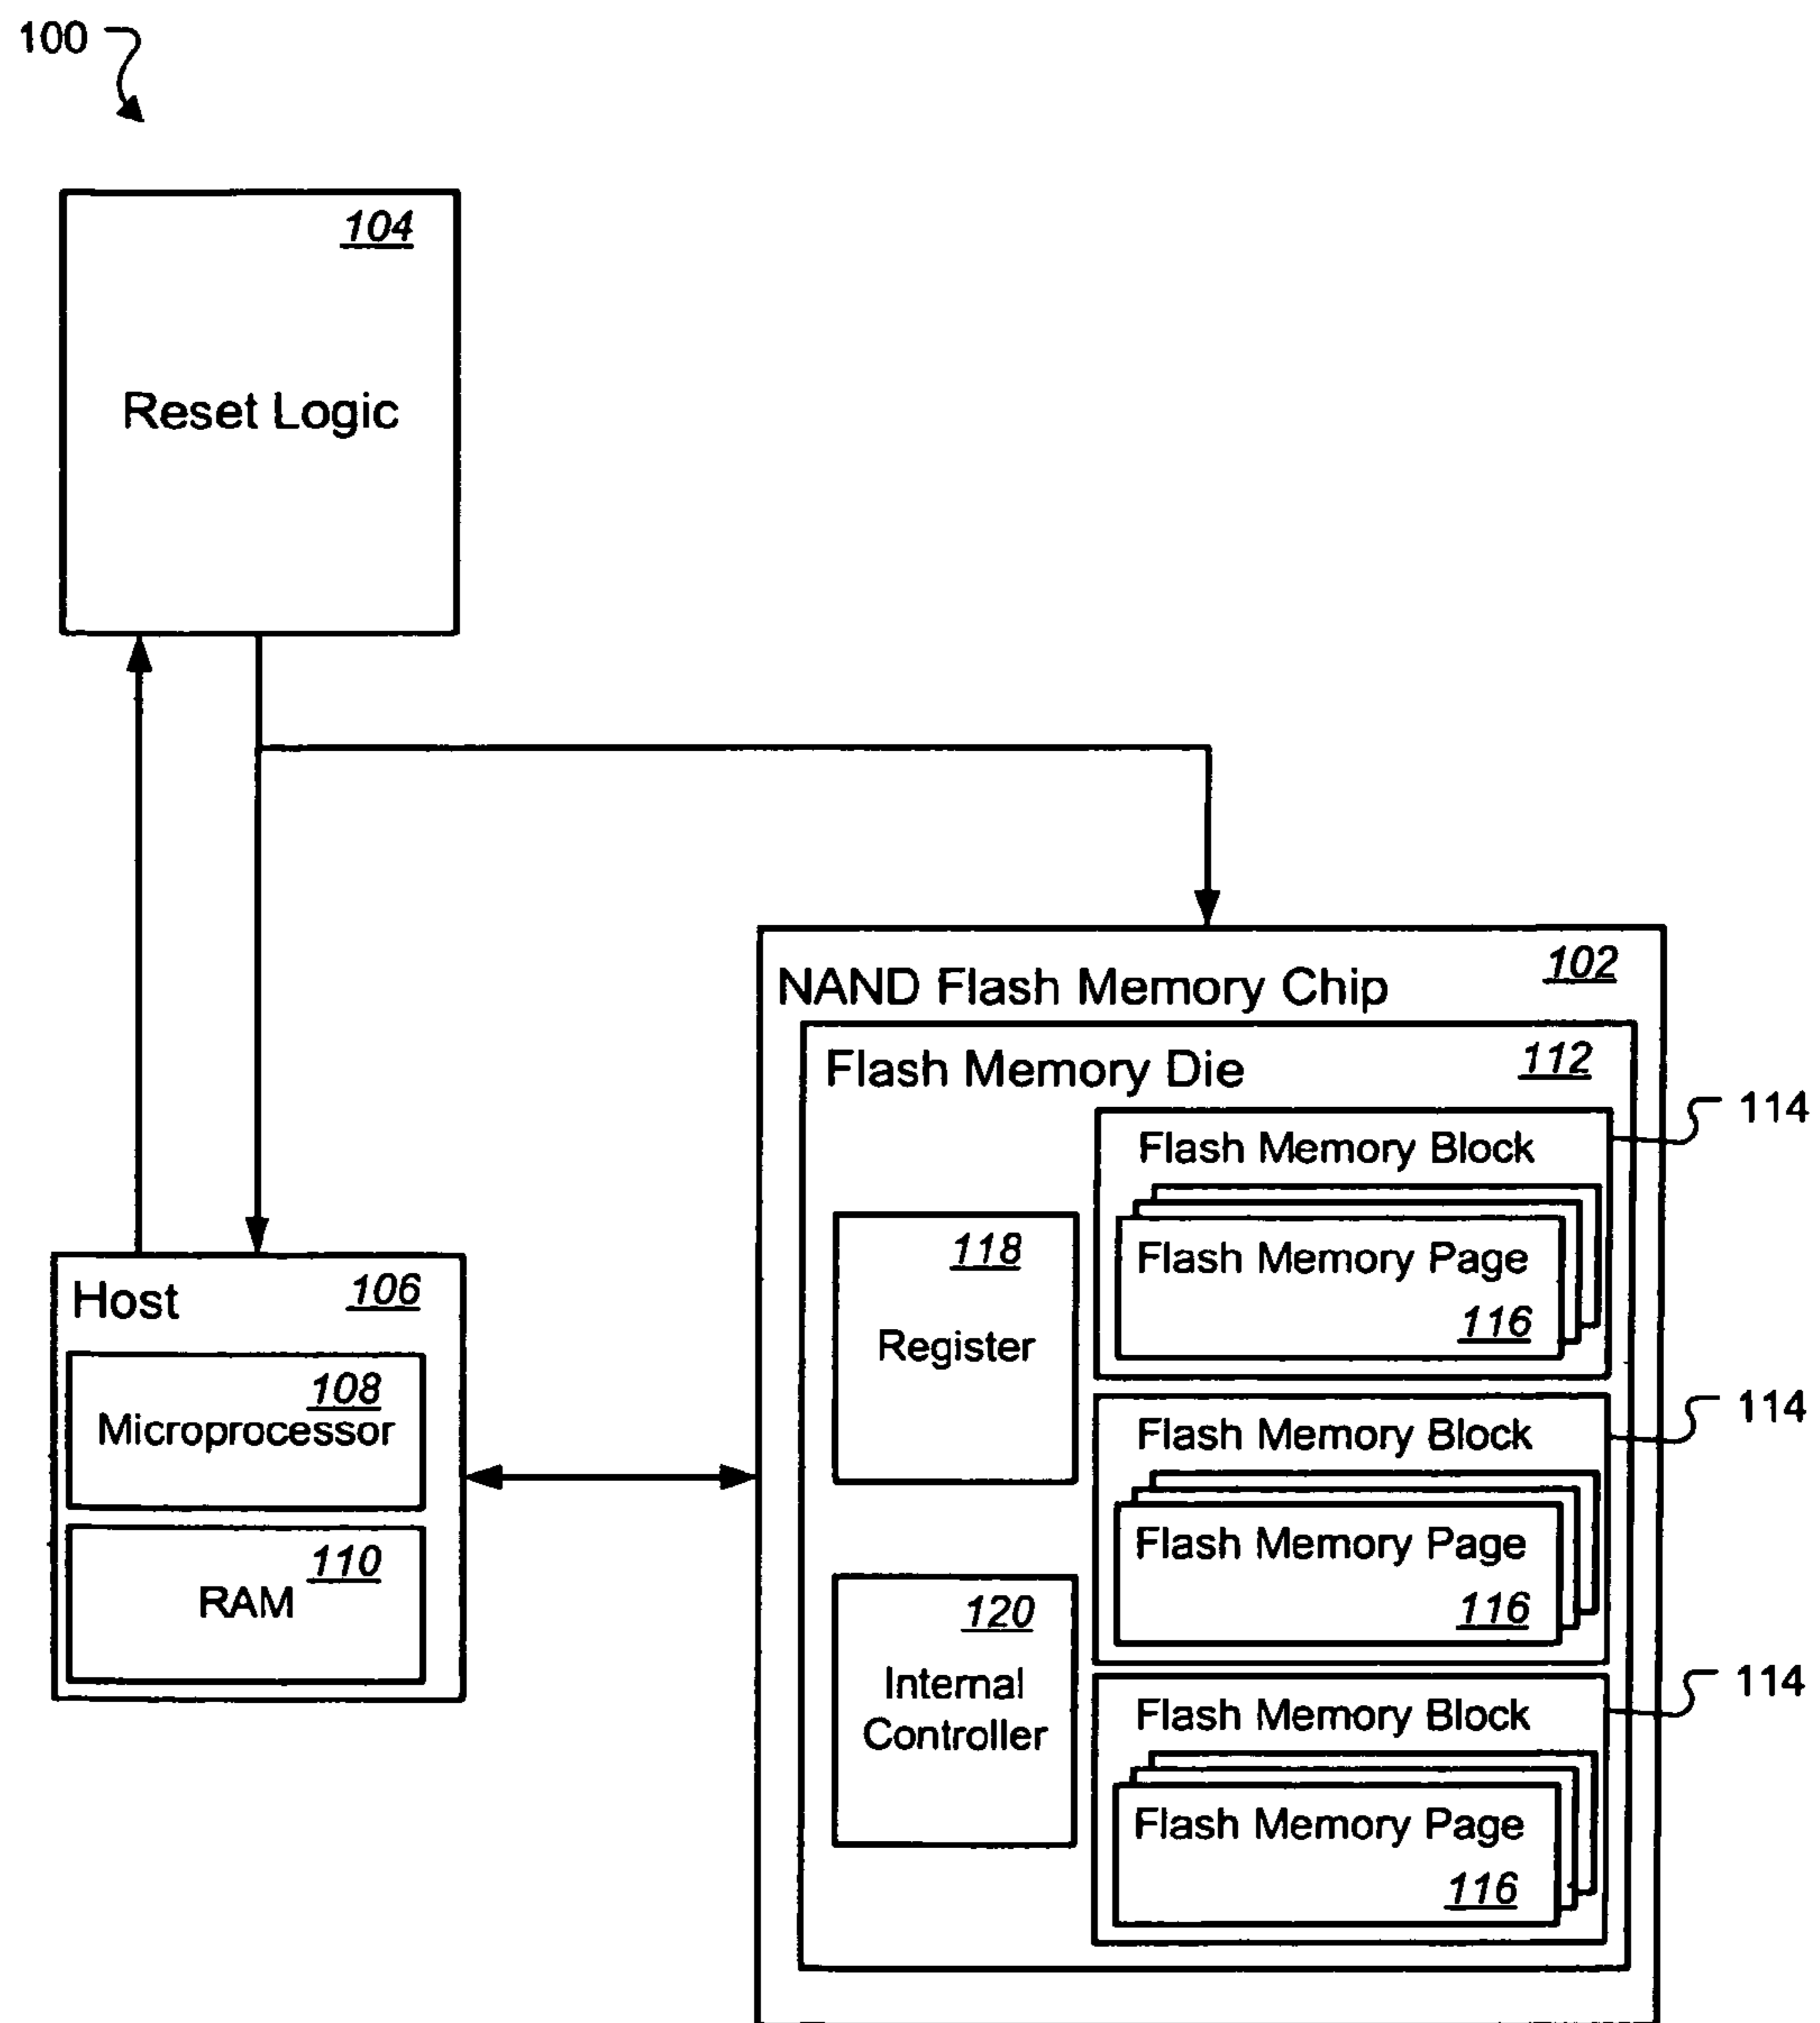 100
104
Reset Logic
102
NAND Flash Memory Chip
112
Flash Memory Die
114
Flash Memory Block
118
Register
Flash Memory Page
116
Host
106
108
Microprocessor
110
RAM
114
Flash Memory Block
Flash Memory Page
116
120
Internal
Controller
114
Flash Memory Block
Flash Memory Page
116